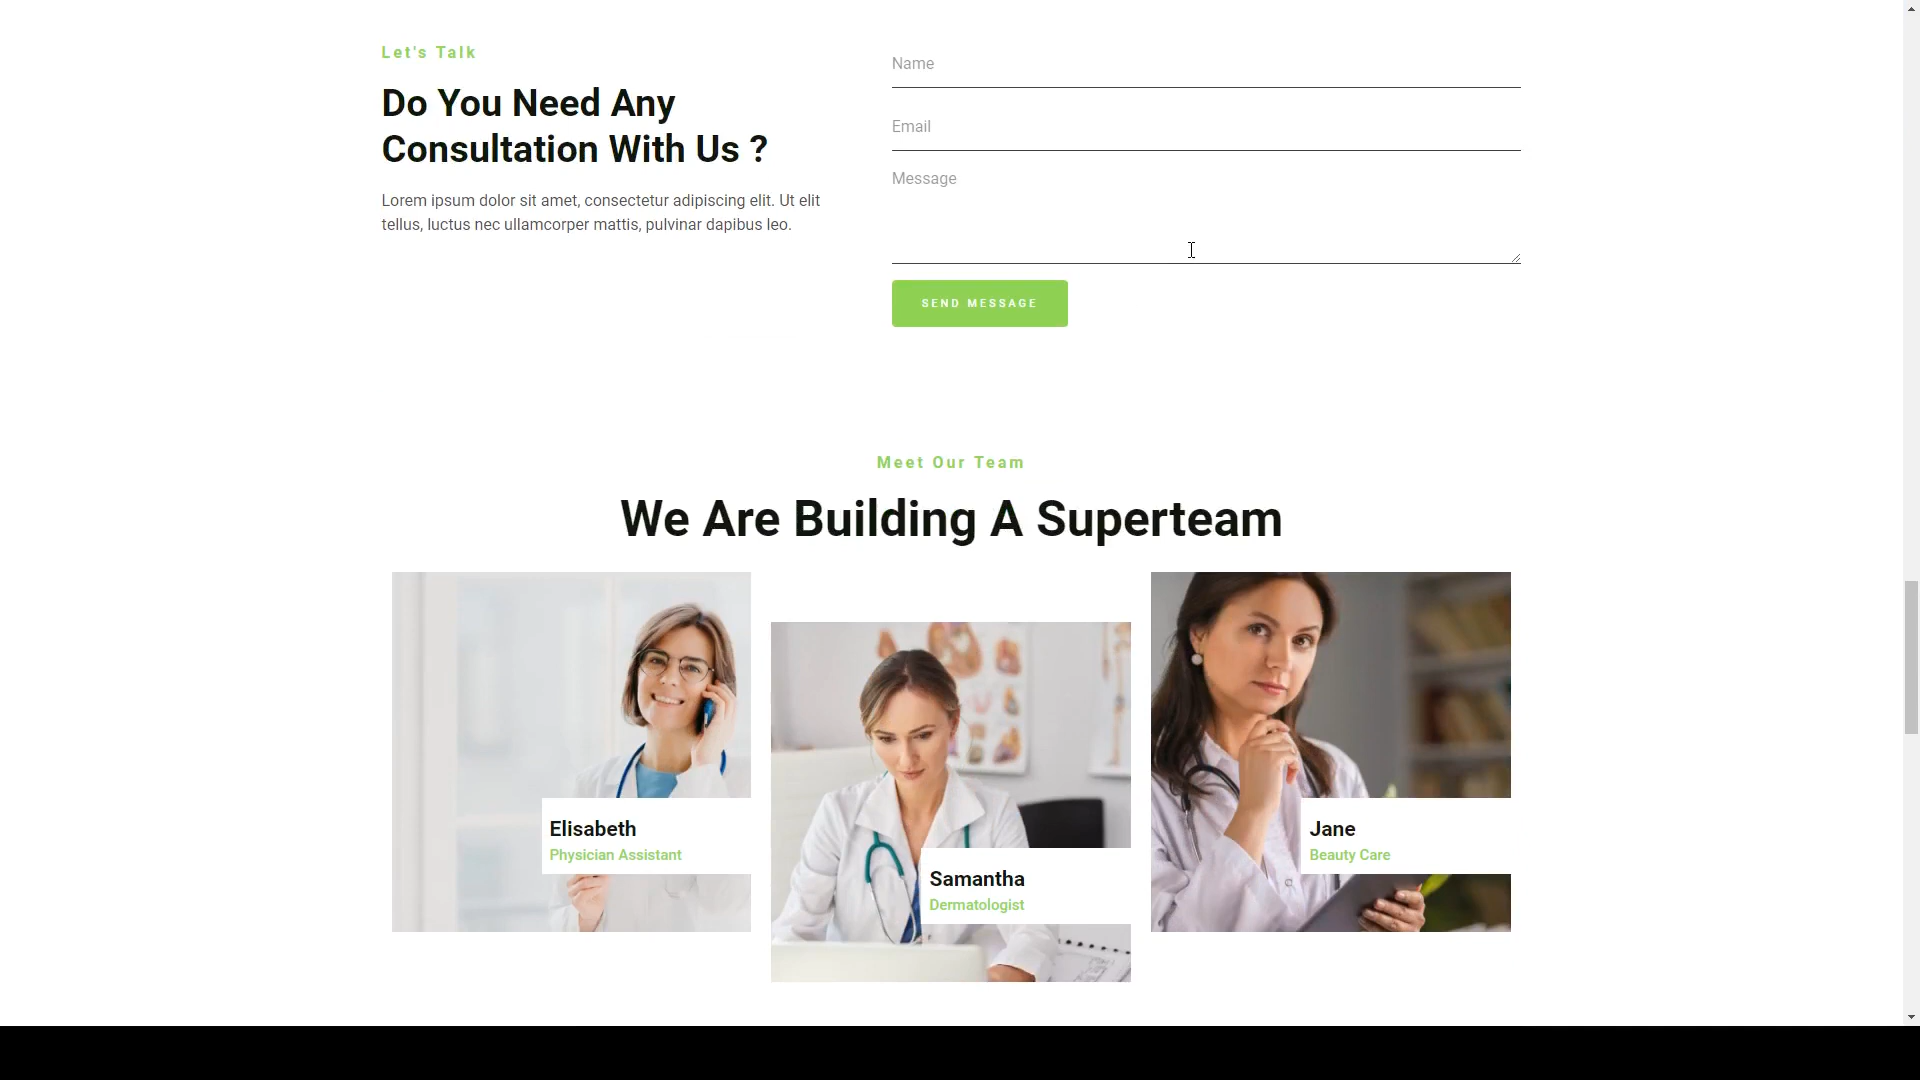 Let's Talk
Do You Need Any
Consultation With Us ?
Lorem ipsum dolor sit amet, consectetur adipiscing elit. Ut elit
tellus, luctus nec ullamcorper mattis, pulvinar dapibus leo.
Name
Email
Message
SEND MESSAGE
Meet Our Team
We Are Building A Superteam
Elisabeth
Physician Assistant
Samantha
Dermatologist
Jane
Beauty Care